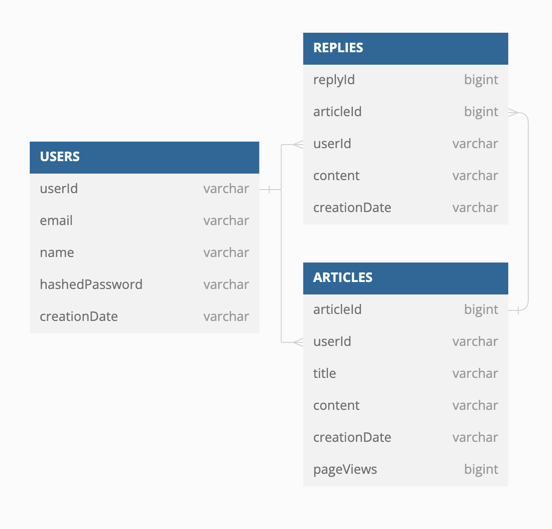 REPLIES
replyId bigint
articleId bigint
userId varchar
content varchar
creationDate varchar
USERS
userId varchar
email varchar
name varchar
hashedPassword varchar
creationDate varchar
ARTICLES
articleId bigint
userId varchar
title varchar
content varchar
creationDate varchar
pageViews bigint